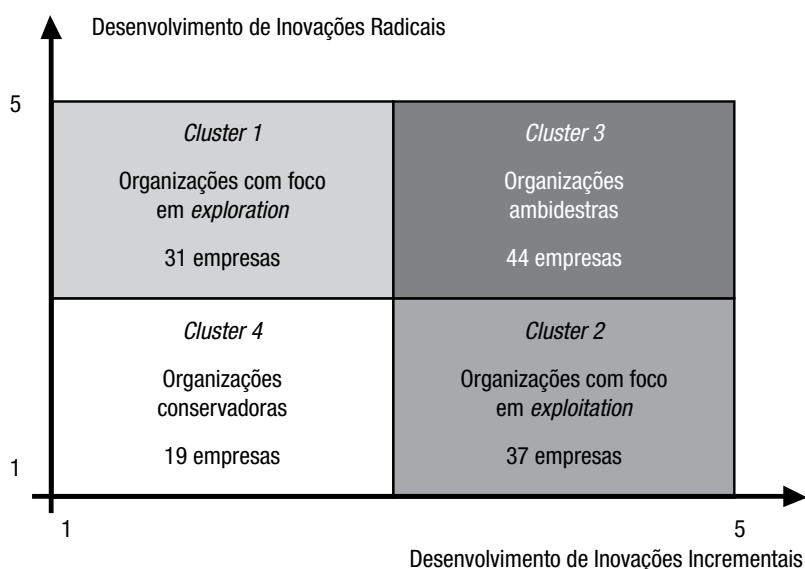 Desenvolvimento de Inovações Radicais
5
Cluster 1
Organizações com foco
em exploration
31 empresas
Cluster 3
Organizações
ambidestras
44 empresas
Cluster 4
Organizações
conservadoras
19 empresas
Cluster 2
Organizações com foco
em exploitation
37 empresas
1
1
5
Desenvolvimento de Inovações Incrementais